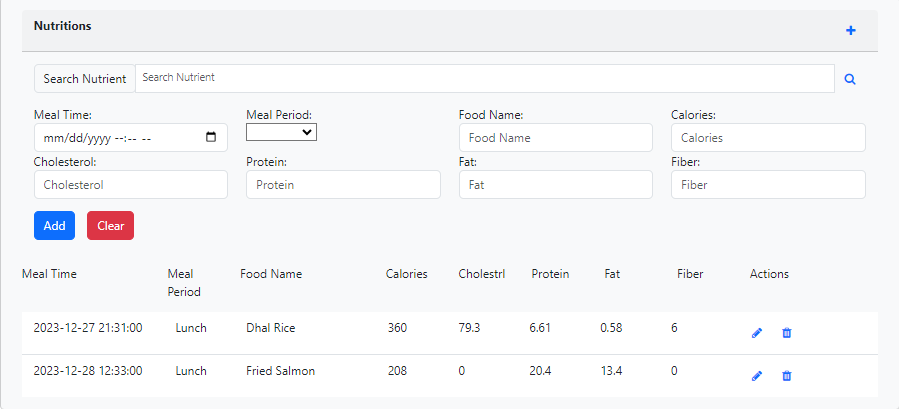 Nutritions
Search Nutrient Search Nutrient
Meal Time: Meal Period: Food Name: Calories:
mm/dd/yyyy --:-- -- Food Name Calories
Cholesterol: Protein: Fat: Fiber:
Cholesterol Protein Fat Fiber
Add Clear
Meal Time Meal Period Food Name Calories Cholestrl Protein Fat Fiber Actions
2023-12-27 21:31:00 Lunch Dhal Rice 360 79.3 6.61 0.58 6
2023-12-28 12:33:00 Lunch Fried Salmon 208 0 20.4 13.4 0